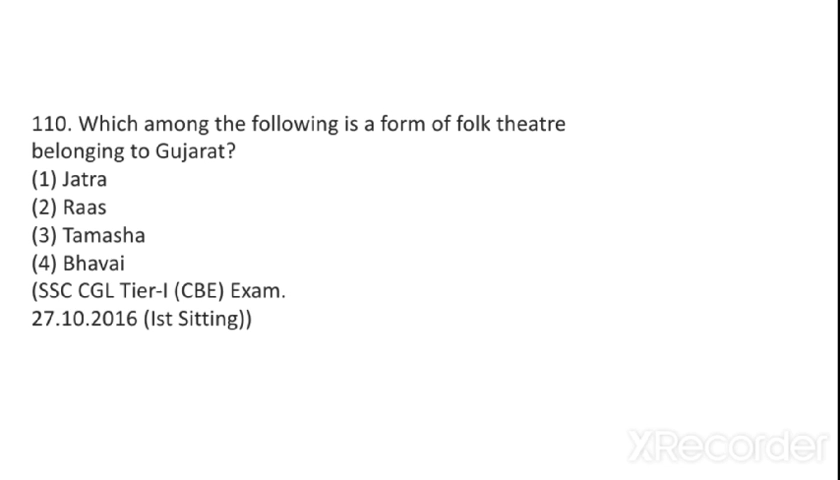 110. Which among the following is a form of folk theatre
belonging to Gujarat?
(1) Jatra
(2) Raas
(3) Tamasha
(4) Bhavai
(SSC CGL Tier-I (CBE) Exam.
27.10.2016 (Ist Sitting))
XRecorder